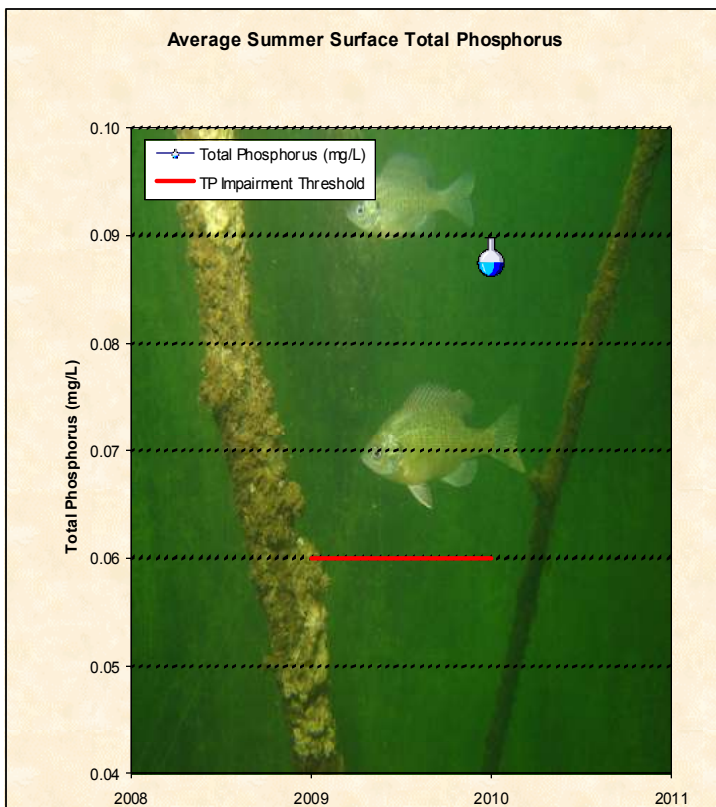 Average Summer Surface Total Phosphorus
Total Phosphorus (mg/L)
TP Impairment Threshold
Total Phosphorus (mg/L)
0.10
0.09
0.08
0.07
0.06
0.05
0.04
2008
2009
2010
2011